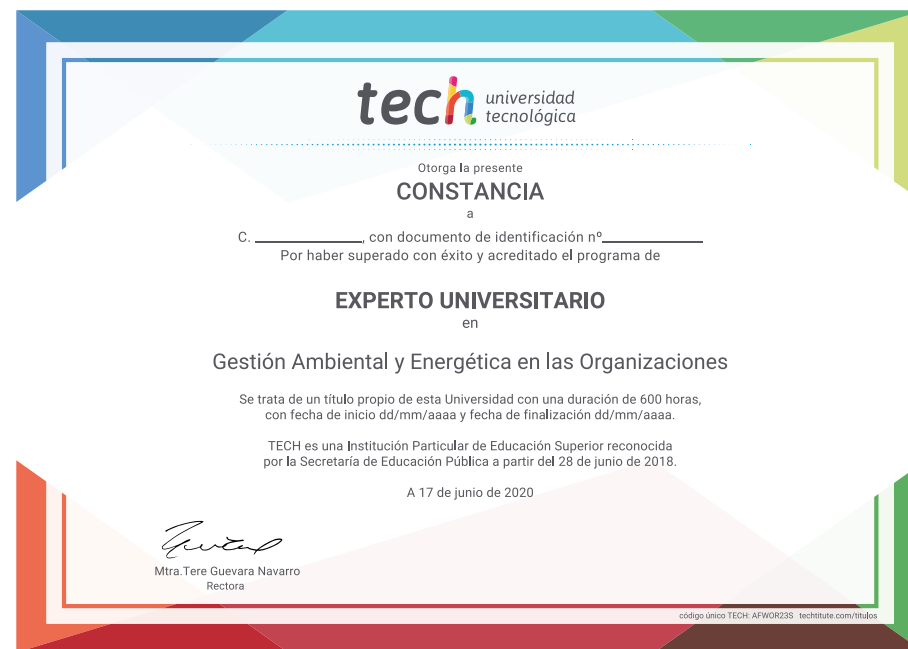 tech universidad
tecnológica
Otorga la presente
CONSTANCIA
a
C. ____________, con documento de identificación nº____________
Por haber superado con éxito y acreditado el programa de
EXPERTO UNIVERSITARIO
en
Gestión Ambiental y Energética en las Organizaciones
Se trata de un título propio de esta Universidad con una duración de 600 horas,
con fecha de inicio dd/mm/aaaa y fecha de finalización dd/mm/aaaa.
TECH es una Institución Particular de Educación Superior reconocida
por la Secretaría de Educación Pública a partir del 28 de junio de 2018.
A 17 de junio de 2020
Mtra.Tere Guevara Navarro
Rectora
código único TECH: AFWOR23S techtitute.com/titulos